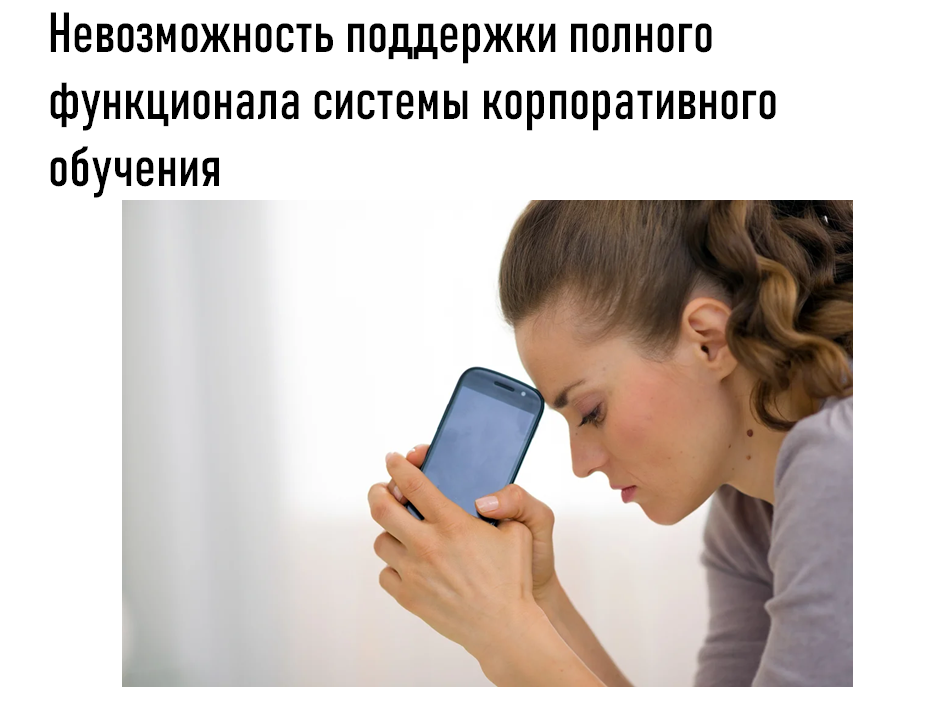 Невозможность поддержки полного
функционала системы корпоративного
обучения